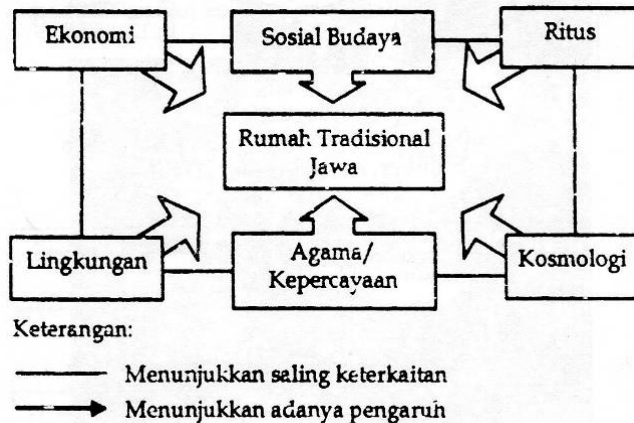 Ekonomi
Sosial Budaya
Ritus
Rumah Tradisional
Jawa
Lingkungan
Agama/
Kepercayaan
Kosmologi
Keterangan:
Menunjukkan saling keterkaitan
Menunjukkan adanya pengaruh